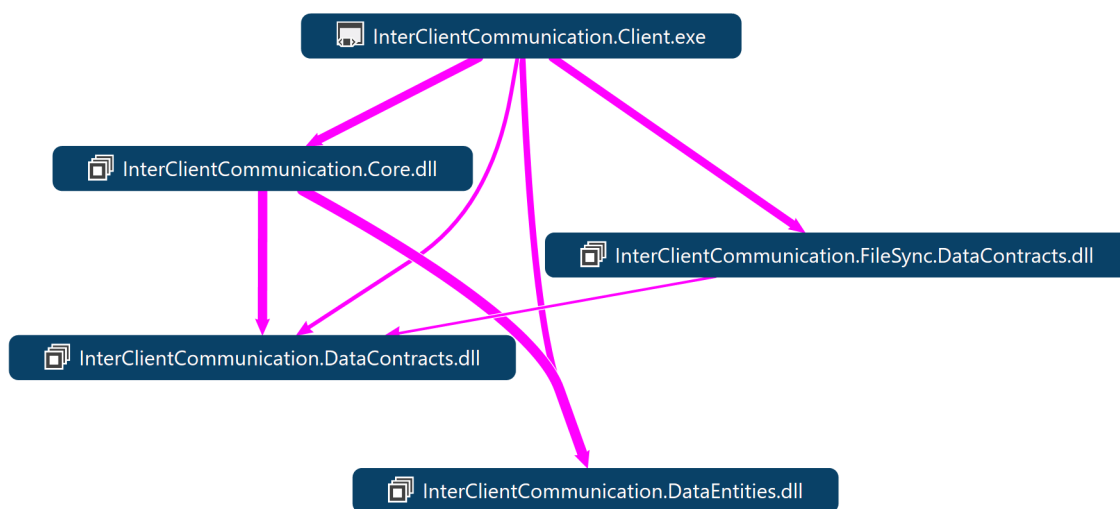 InterClientCommunication.Client.exe
InterClientCommunication.Core.dll
InterClientCommunication.FileSync.DataContracts.dll
InterClientCommunication.DataContracts.dll
InterClientCommunication.DataEntities.dll